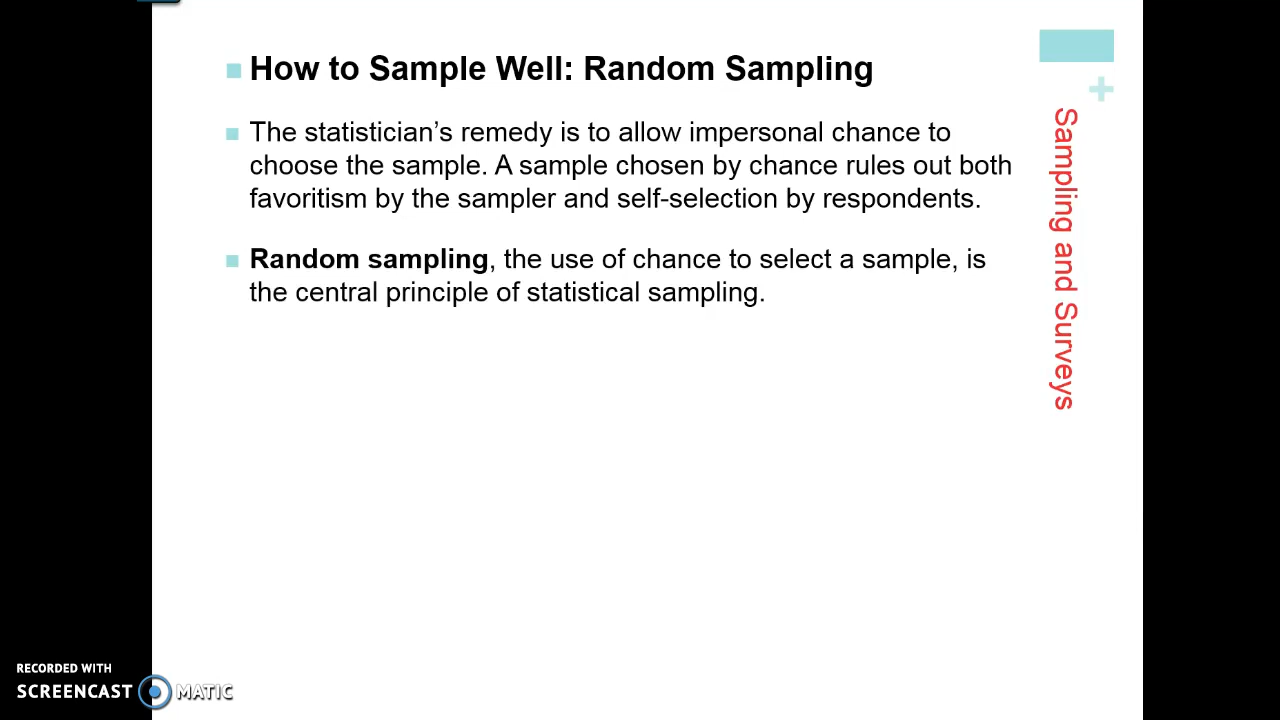 How to Sample Well: Random Sampling
The statistician's remedy is to allow impersonal chance to
choose the sample. A sample chosen by chance rules out both
favoritism by the sampler and self-selection by respondents.
Random sampling, the use of chance to select a sample, is
the central principle of statistical sampling.
+
Sampling and Surveys
RECORDED WITH
SCREENCAST MATIC